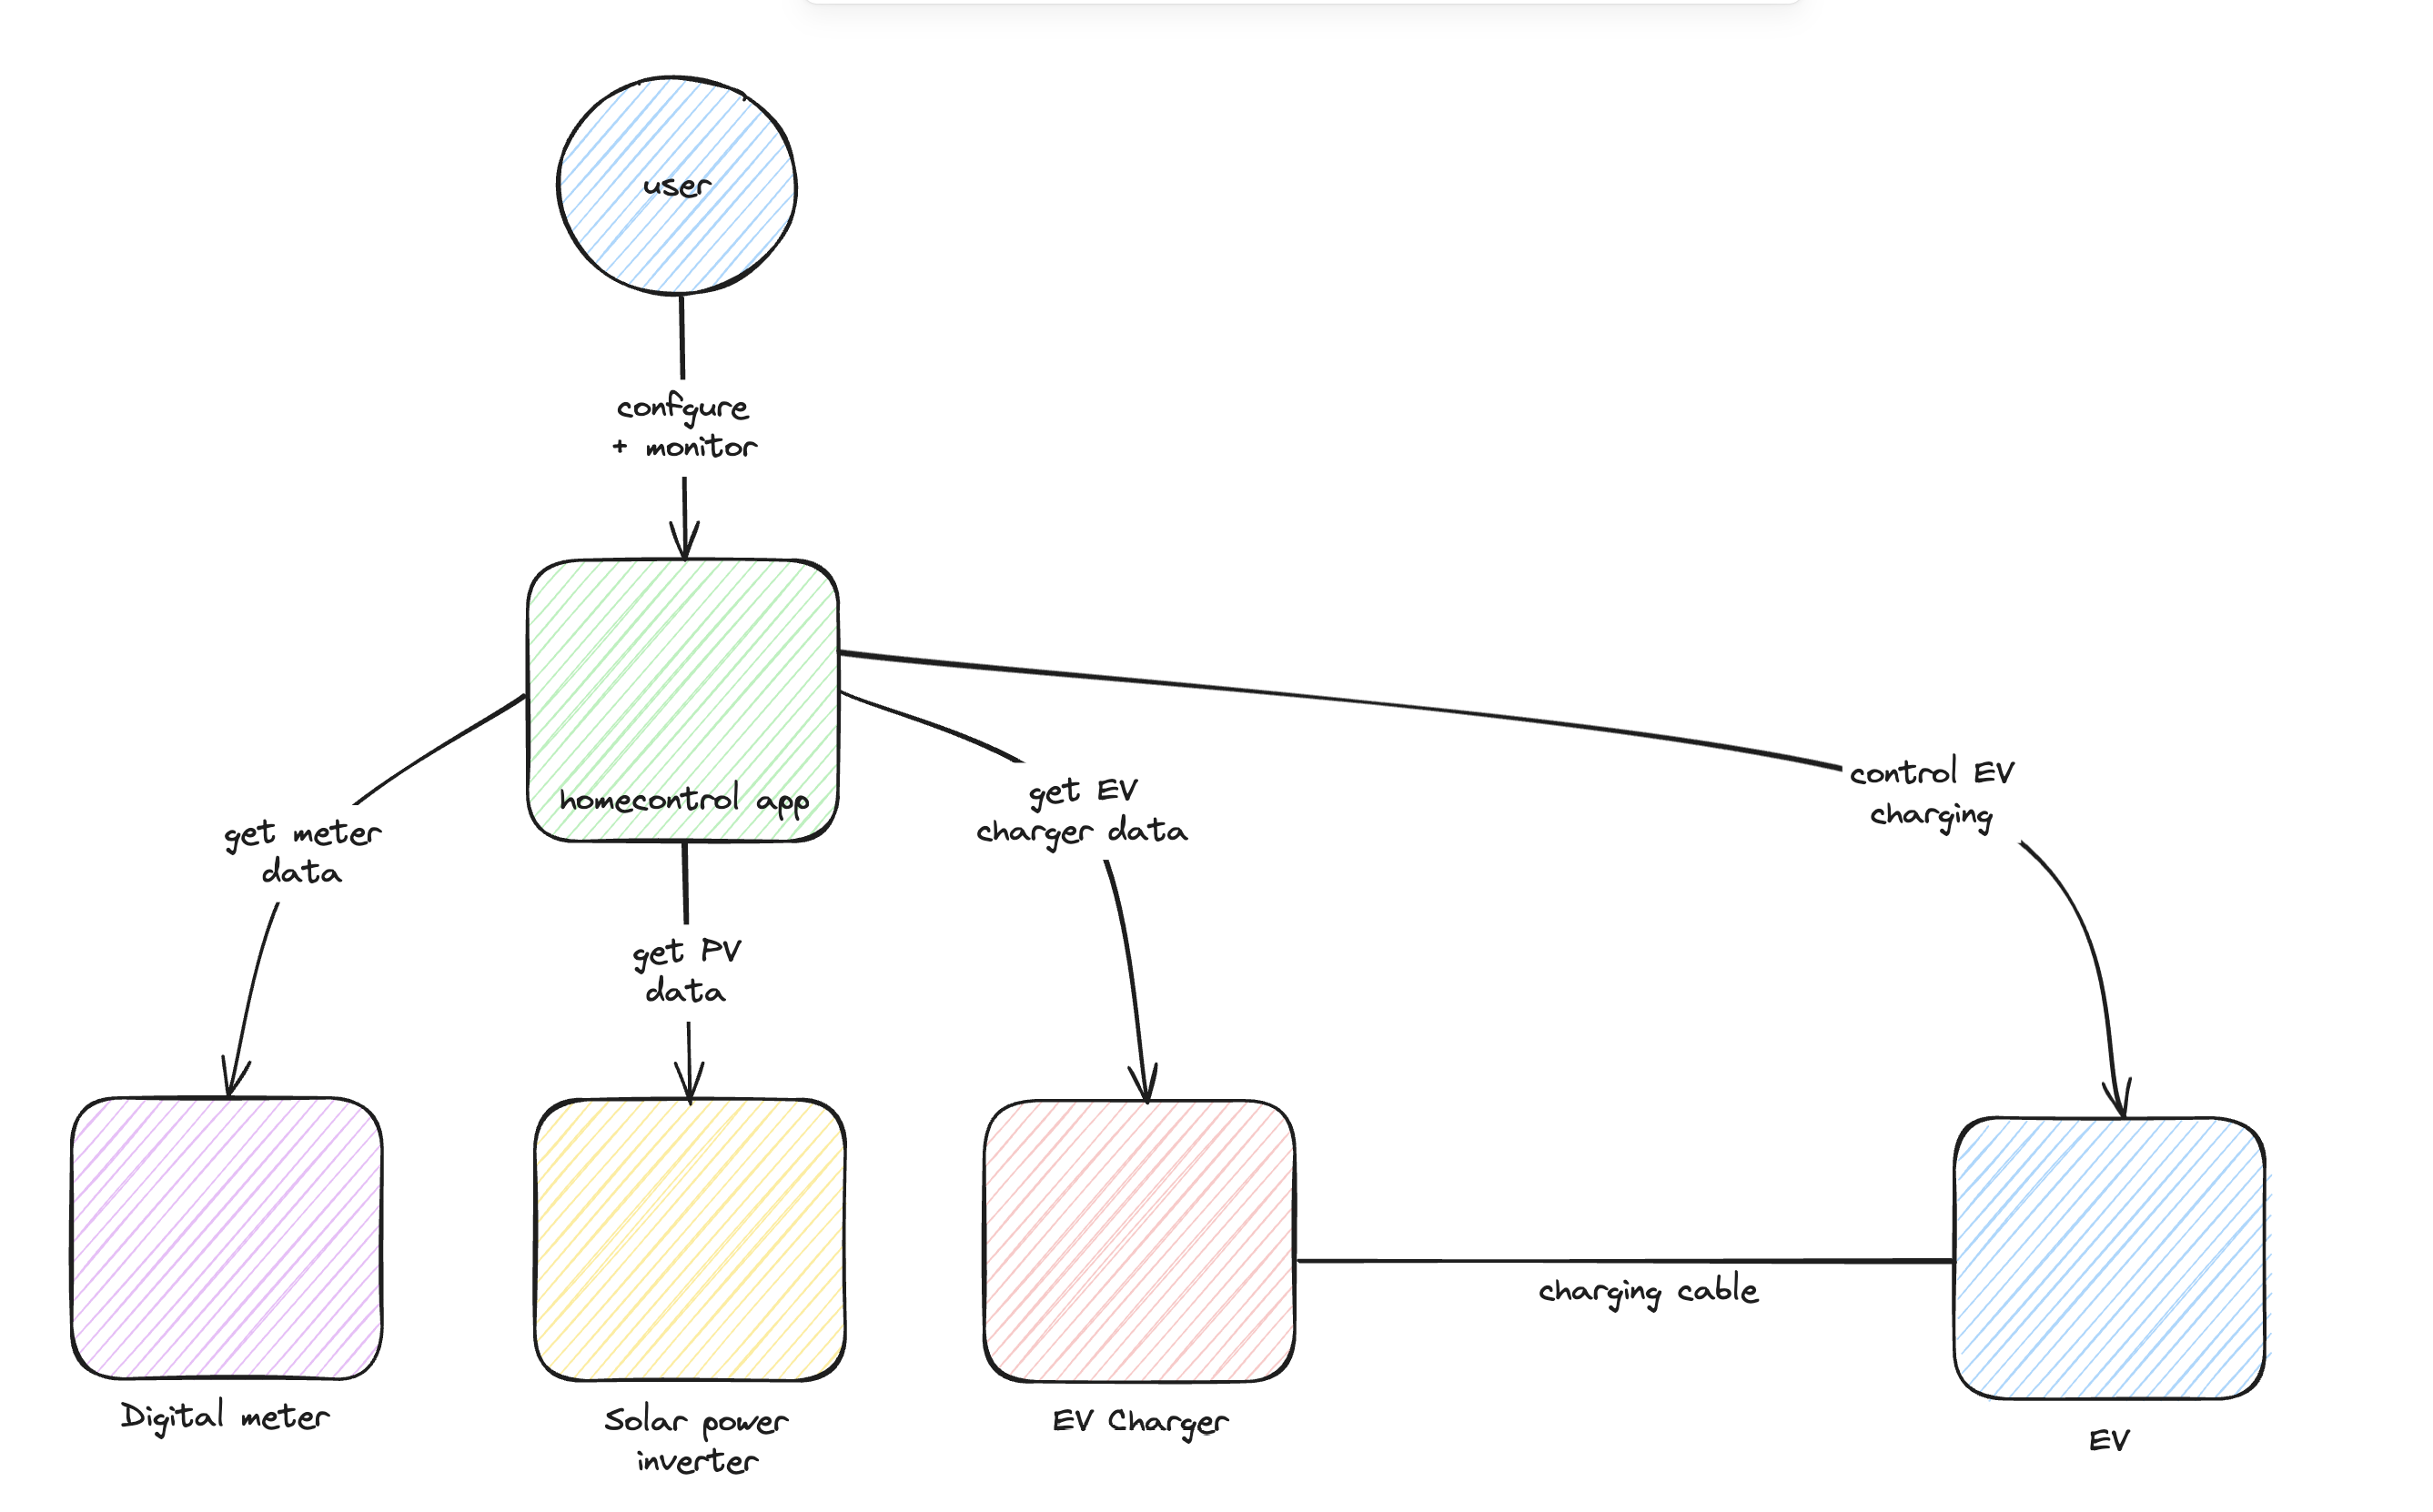 user
confgure
+ monitor
homecontrol app
get meter
data
get PV
data
get EV
charger data
control EV
charging
charging cable
Digital meter
Solar power
inverter
EV Charger
EV